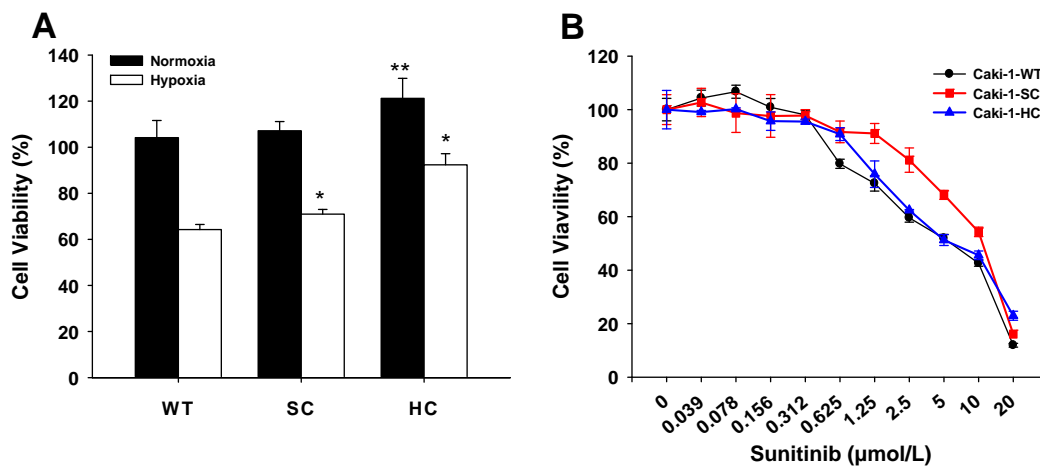 A
Normoxia
Hypoxia
Cell Viability (%)
140
120
100
80
60
40
20
0
**
*
*
WT SC HC
B
Caki-1-WT
Caki-1-SC
Caki-1-HC
Cell Viavility (%)
120
100
80
60
40
20
0
0 0.039 0.078 0.156 0.312 0.625 1.25 2.5 5 10 20
Sunitinib (µmol/L)